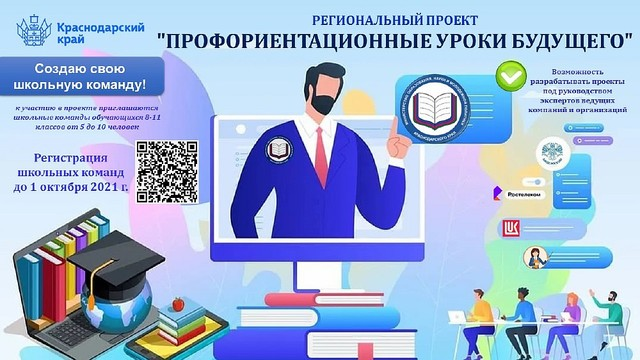 Краснодарский
край
РЕГИОНАЛЬНЫЙ ПРОЕКТ
"ПРОФОРИЕНТАЦИОННЫЕ УРОКИ БУДУЩЕГО"
Создаю свою
школьную команду!
к участию в проекте приглашаются
школьные команды обучающихся 8-11
классов от 5 до 10 человек
Регистрация
школьных команд
до 1 октября 2021 г.
Возможность
разрабатывать проекты
под руководством
экспертов ведущих
компаний и организаций
Ростелеком
LUK